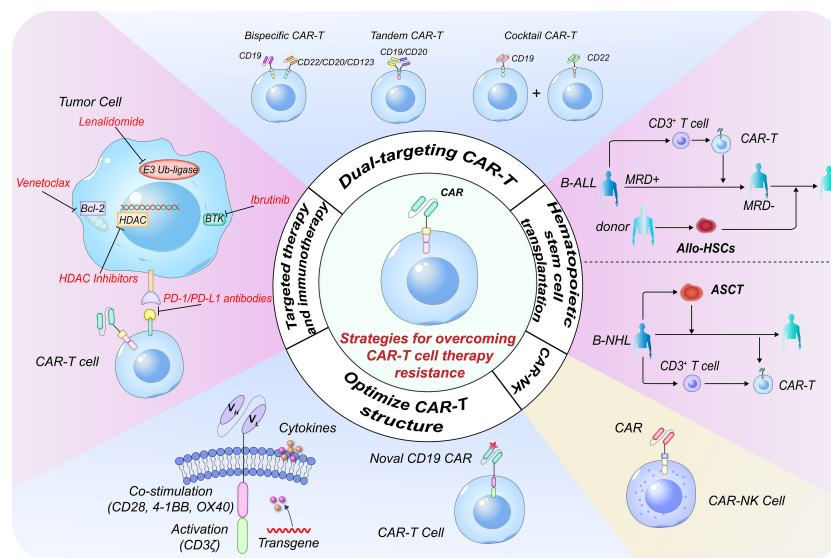 Bispecific CAR-T
CD19
CD22/CD20/CD123
Tandem CAR-T
CD19/CD20
Cocktail CAR-T
CD19
+
CD22
Tumor Cell
Lenalidomide
E3 Ub-ligase
Venetoclax
Bcl-2
HDAC
BTK
Ibrutinib
HDAC Inhibitors
PD-1/PD-L1 antibodies
CAR-T cell
Dual-targeting CAR-T
Targeted therapy
and immunotherapy
Hematopoietic
stem cell
transplantation
CAR-NK
Optimize CAR-T
structure
CAR
Strategies for overcoming
CAR-T cell therapy
resistance
CD3⁺ T cell
CAR-T
B-ALL
MRD+
MRD-
donor
Allo-HSCs
ASCT
B-NHL
CD3⁺ T cell
CAR-T
VH
VL
Cytokines
Co-stimulation
(CD28, 4-1BB, OX40)
Activation
(CD3ζ)
Transgene
Noval CD19 CAR
CAR-T Cell
CAR
CAR-NK Cell